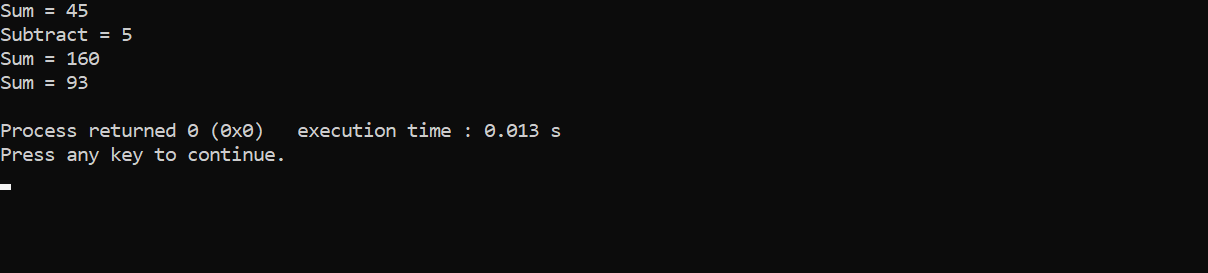 Sum = 45
Subtract = 5
Sum = 160
Sum = 93
Process returned 0 (0x0)   execution time : 0.013 s
Press any key to continue.